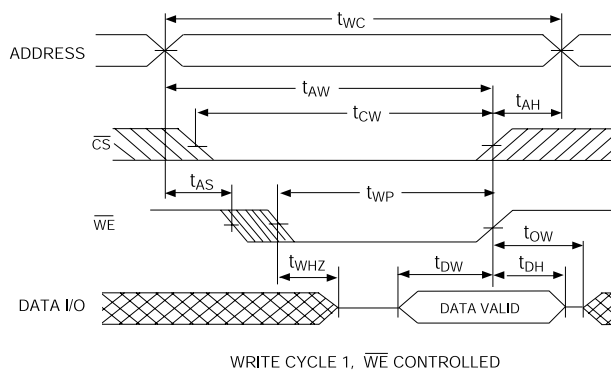 tWC
ADDRESS
tAW
tCW
tAH
CS
tAS
tWP
WE
tOW
tWHZ
tDW
tDH
DATA I/O
DATA VALID
WRITE CYCLE 1, WE CONTROLLED